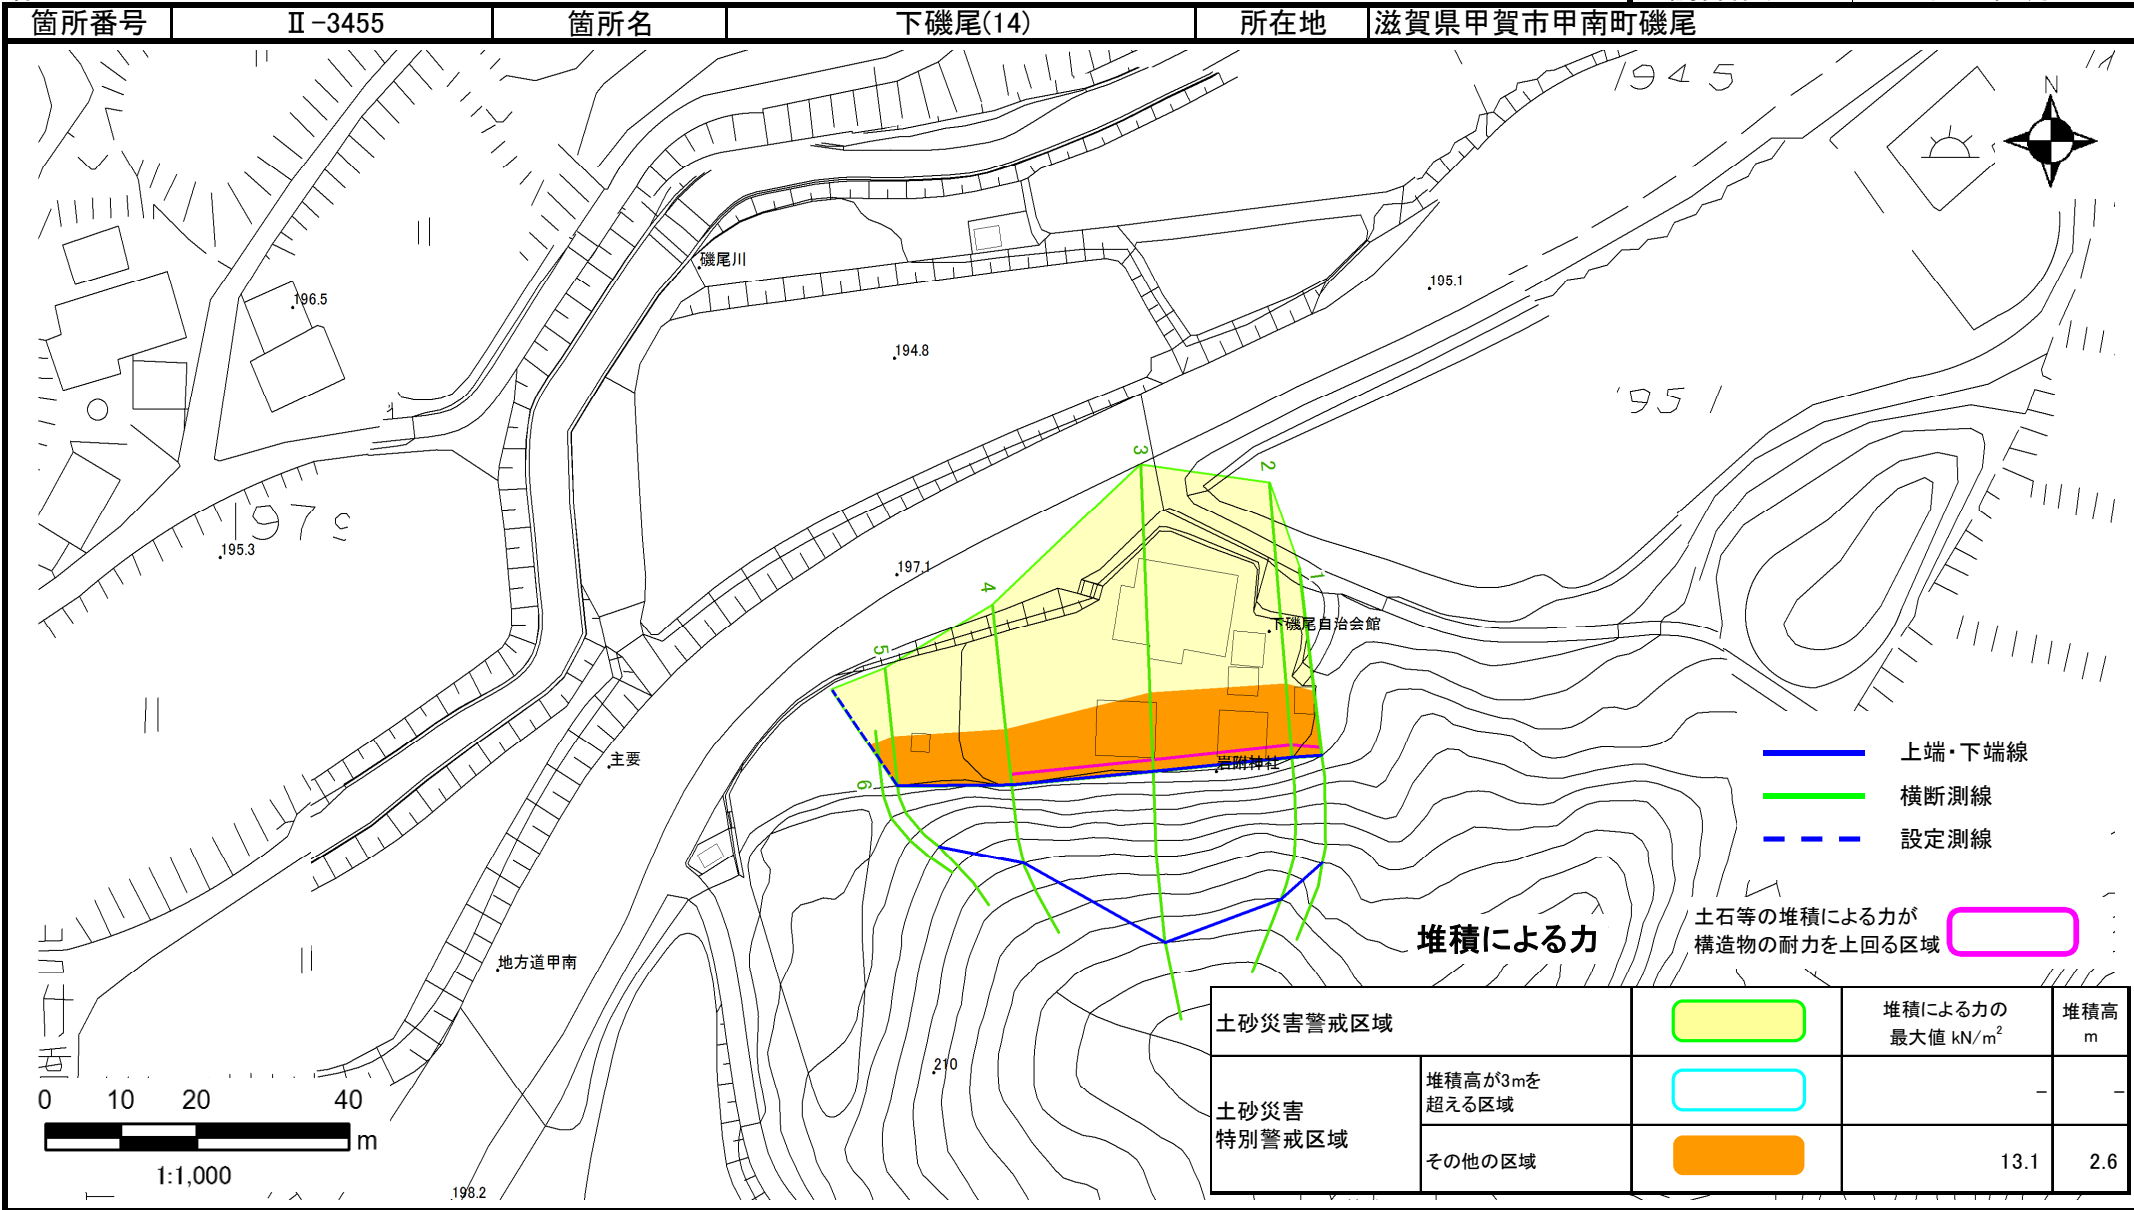 箇所番号 Ⅱ-3455 箇所名 下磯尾(14) 所在地 滋賀県甲賀市甲南町磯尾
1945
N
磯尾川
196.5
195.1
194.8
951
3
2
1979
195.3
197.1
1
4
下磯尾自治会館
5
主要
岩附神社
6
上端・下端線
横断測線
設定測線
堆積による力
土石等の堆積による力が
構造物の耐力を上回る区域
地方道甲南
210
土砂災害警戒区域
堆積による力の
最大値 kN/m²
堆積高
m
土砂災害
特別警戒区域
堆積高が3mを
超える区域
- -
その他の区域
13.1 2.6
0 10 20 40
m
1:1,000
198.2